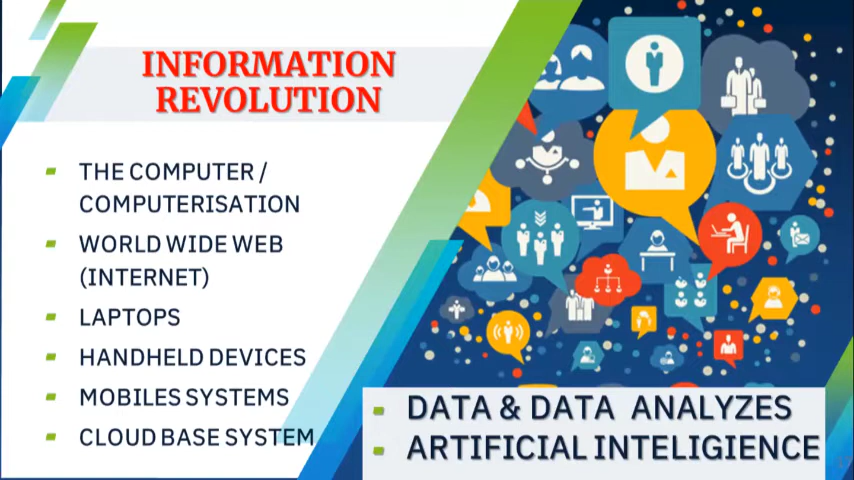 INFORMATION
REVOLUTION
THE COMPUTER /
COMPUTERISATION
WORLD WIDE WEB
(INTERNET)
LAPTOPS
HANDHELD DEVICES
MOBILES SYSTEMS
CLOUD BASE SYSTEM
DATA & DATA ANALYZES
ARTIFICIAL INTELIGIENCE